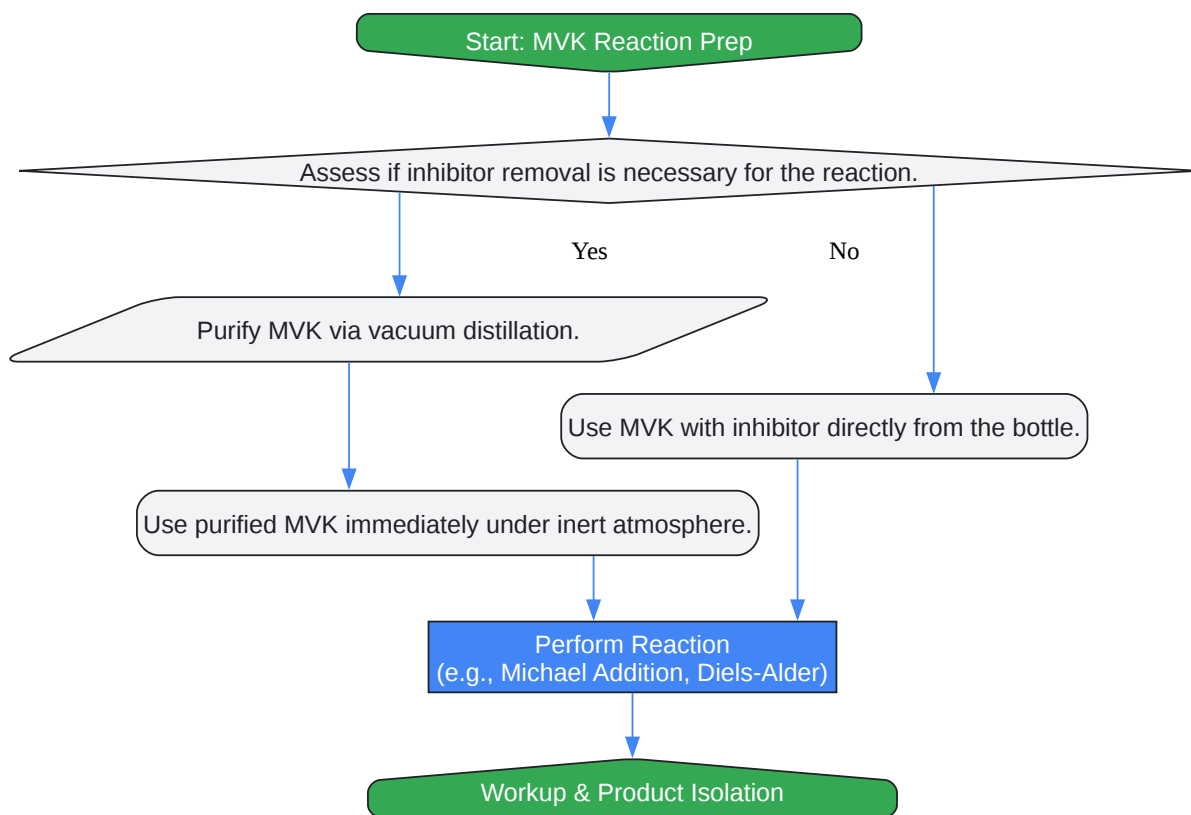 Start: MVK Reaction Prep
Assess if inhibitor removal is necessary for the reaction.
Yes
No
Purify MVK via vacuum distillation.
Use MVK with inhibitor directly from the bottle.
Use purified MVK immediately under inert atmosphere.
Perform Reaction
(e.g., Michael Addition, Diels-Alder)
Workup & Product Isolation